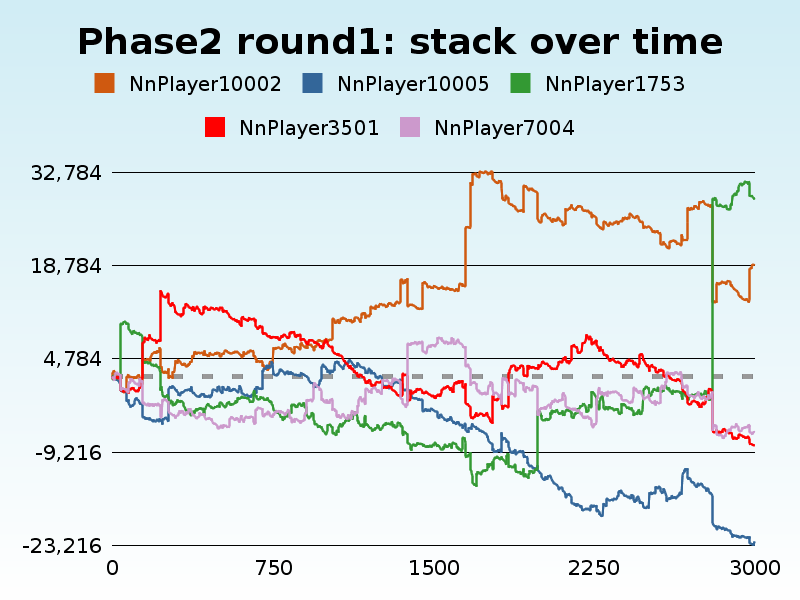 Phase2 round1: stack over time
NnPlayer10002 NnPlayer10005 NnPlayer1753
NnPlayer3501 NnPlayer7004
32,784
18,784
4,784
-9,216
-23,216
0 750 1500 2250 3000